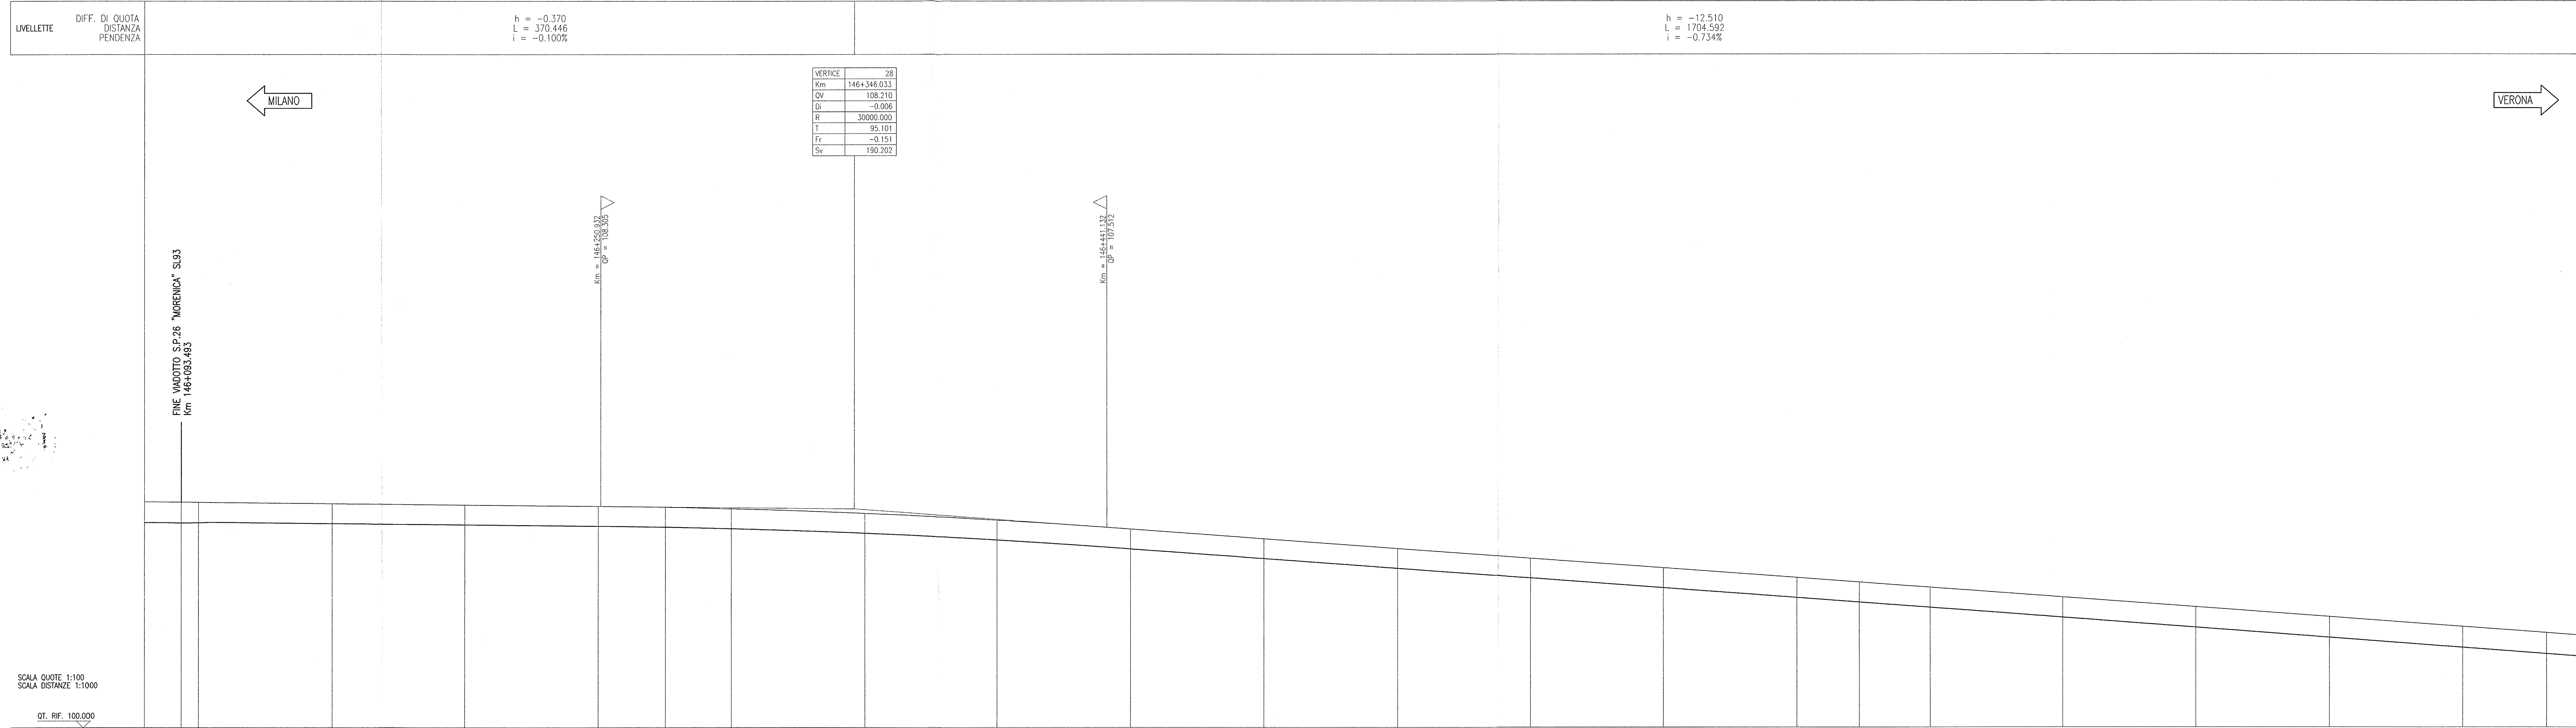 LIVELLETTE
DIFF. DI QUOTA
DISTANZA
PENDENZA
h = -0.370
L = 370.446
i = -0.100%
h = -12.510
L = 1704.592
i = -0.734%
MILANO
VERTICE 28
Km 146+346.033
QV 108.210
Di -0.006
R 30000.000
T 95.101
Fr -0.151
Sv 190.202
VERONA
Km = 146+250.932
QP = 108.305
Km = 146+441.132
QP = 107.512
FINE VIADOTTO S.P.26 "MORENICA" SL93
Km 146+093.493
SCALA QUOTE 1:100
SCALA DISTANZE 1:1000
QT. RIF. 100.000